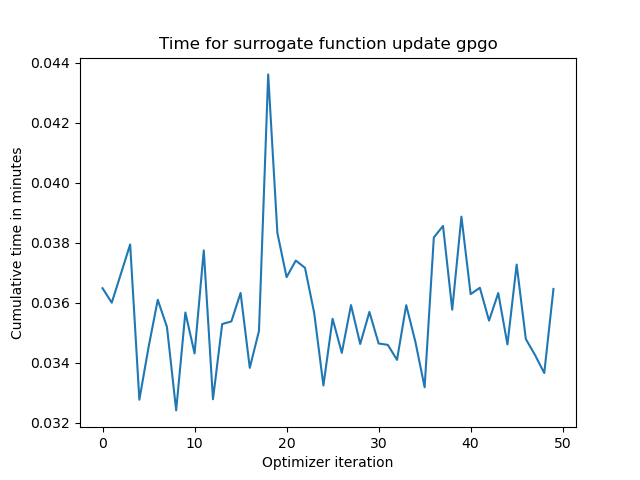 Time for surrogate function update gpgo
Cumulative time in minutes
0.044
0.042
0.040
0.038
0.036
0.034
0.032
0 10 20 30 40 50
Optimizer iteration